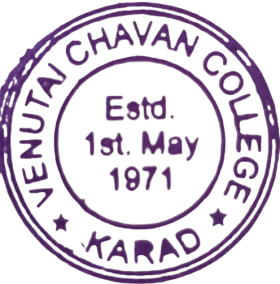 VENUTAI CHAVAN COLLEGE
Estd.
1st. May
1971
★ KARAD ★